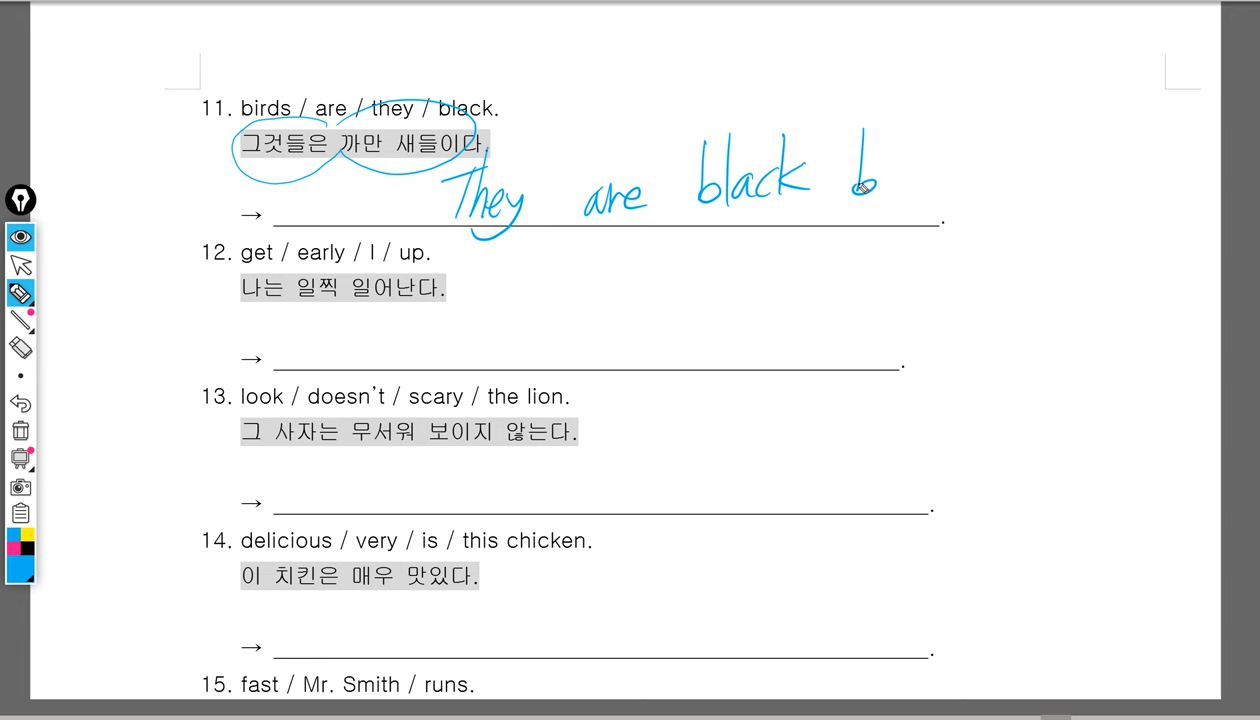 11. birds / are / they / black.
그것들은 까만 새들이다.
They are black b
→ .
12. get / early / I / up.
나는 일찍 일어난다.
→ .
13. look / doesn't / scary / the lion.
그 사자는 무서워 보이지 않는다.
→ .
14. delicious / very / is / this chicken.
이 치킨은 매우 맛있다.
→ .
15. fast / Mr. Smith / runs.